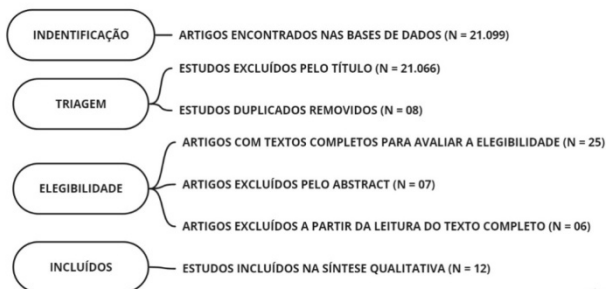 INDENTIFICAÇÃO
ARTIGOS ENCONTRADOS NAS BASES DE DADOS (N = 21.099)
TRIAGEM
ESTUDOS EXCLUÍDOS PELO TÍTULO (N = 21.066)
ESTUDOS DUPLICADOS REMOVIDOS (N = 08)
ELEGIBILIDADE
ARTIGOS COM TEXTOS COMPLETOS PARA AVALIAR A ELEGIBILIDADE (N = 25)
ARTIGOS EXCLUÍDOS PELO ABSTRACT (N = 07)
ARTIGOS EXCLUÍDOS A PARTIR DA LEITURA DO TEXTO COMPLETO (N = 06)
INCLUÍDOS
ESTUDOS INCLUÍDOS NA SÍNTESE QUALITATIVA (N = 12)